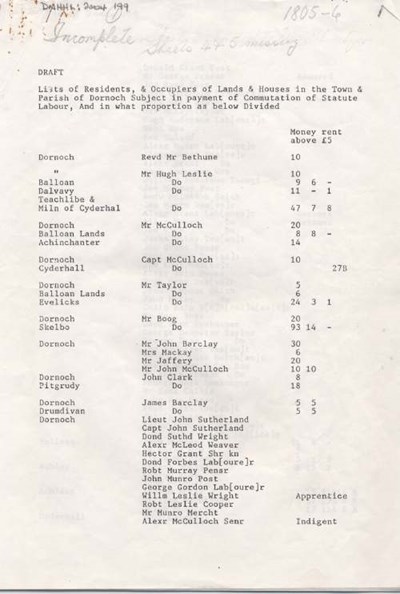 1805-6
Incomplete Sheets 4 & 5 missing
DRAFT
Lists of Residents, & Occupiers of Lands & Houses in the Town &
Parish of Dornoch Subject in payment of Commutation of Statute
Labour, And in what proportion as below Divided
Money rent
above £5
Dornoch Revd Mr Bethune 10
" Mr Hugh Leslie 10
Balloan Do 9 6 -
Dalvavy Do 11 - 1
Teachlibe &
Miln of Cyderhal Do 47 7 8
Dornoch Mr McCulloch 20
Balloan Lands Do 8 8 -
Achinchanter Do 14
Dornoch Capt McCulloch 10
Cyderhall Do 27B
Dornoch Mr Taylor 5
Balloan Lands Do 6
Evelicks Do 24 3 1
Dornoch Mr Boog 20
Skelbo Do 93 14 -
Dornoch Mr John Barclay 30
Mrs Mackay 6
Mr Jaffery 20
Mr John McCulloch 10 10
Dornoch John Clark 8
Pitgrudy Do 18
Dornoch James Barclay 5 5
Drumdivan Do 5 5
Dornoch Lieut John Sutherland
Capt John Sutherland
Dond Suthd Wright
Alexr McLeod Weaver
Hector Grant Shr kn
Dond Forbes Lab[oure]r
Robt Murray Penar
John Munro Post
George Gordon Lab[oure]r
Willm Leslie Wright Apprentice
Robt Leslie Cooper
Mr Munro Mercht
Alexr McCulloch Senr Indigent